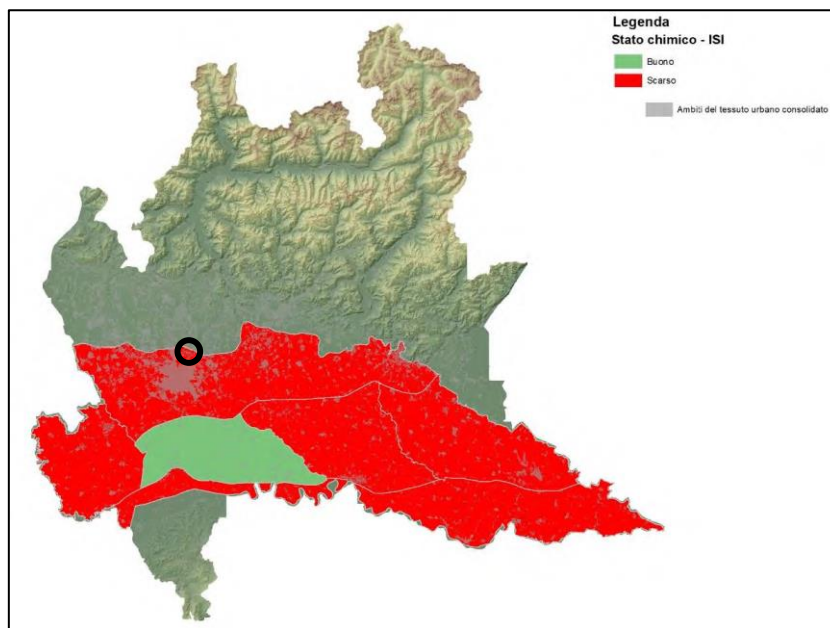 Legenda
Stato chimico - ISI
Buono
Scarso
Ambiti del tessuto urbano consolidato